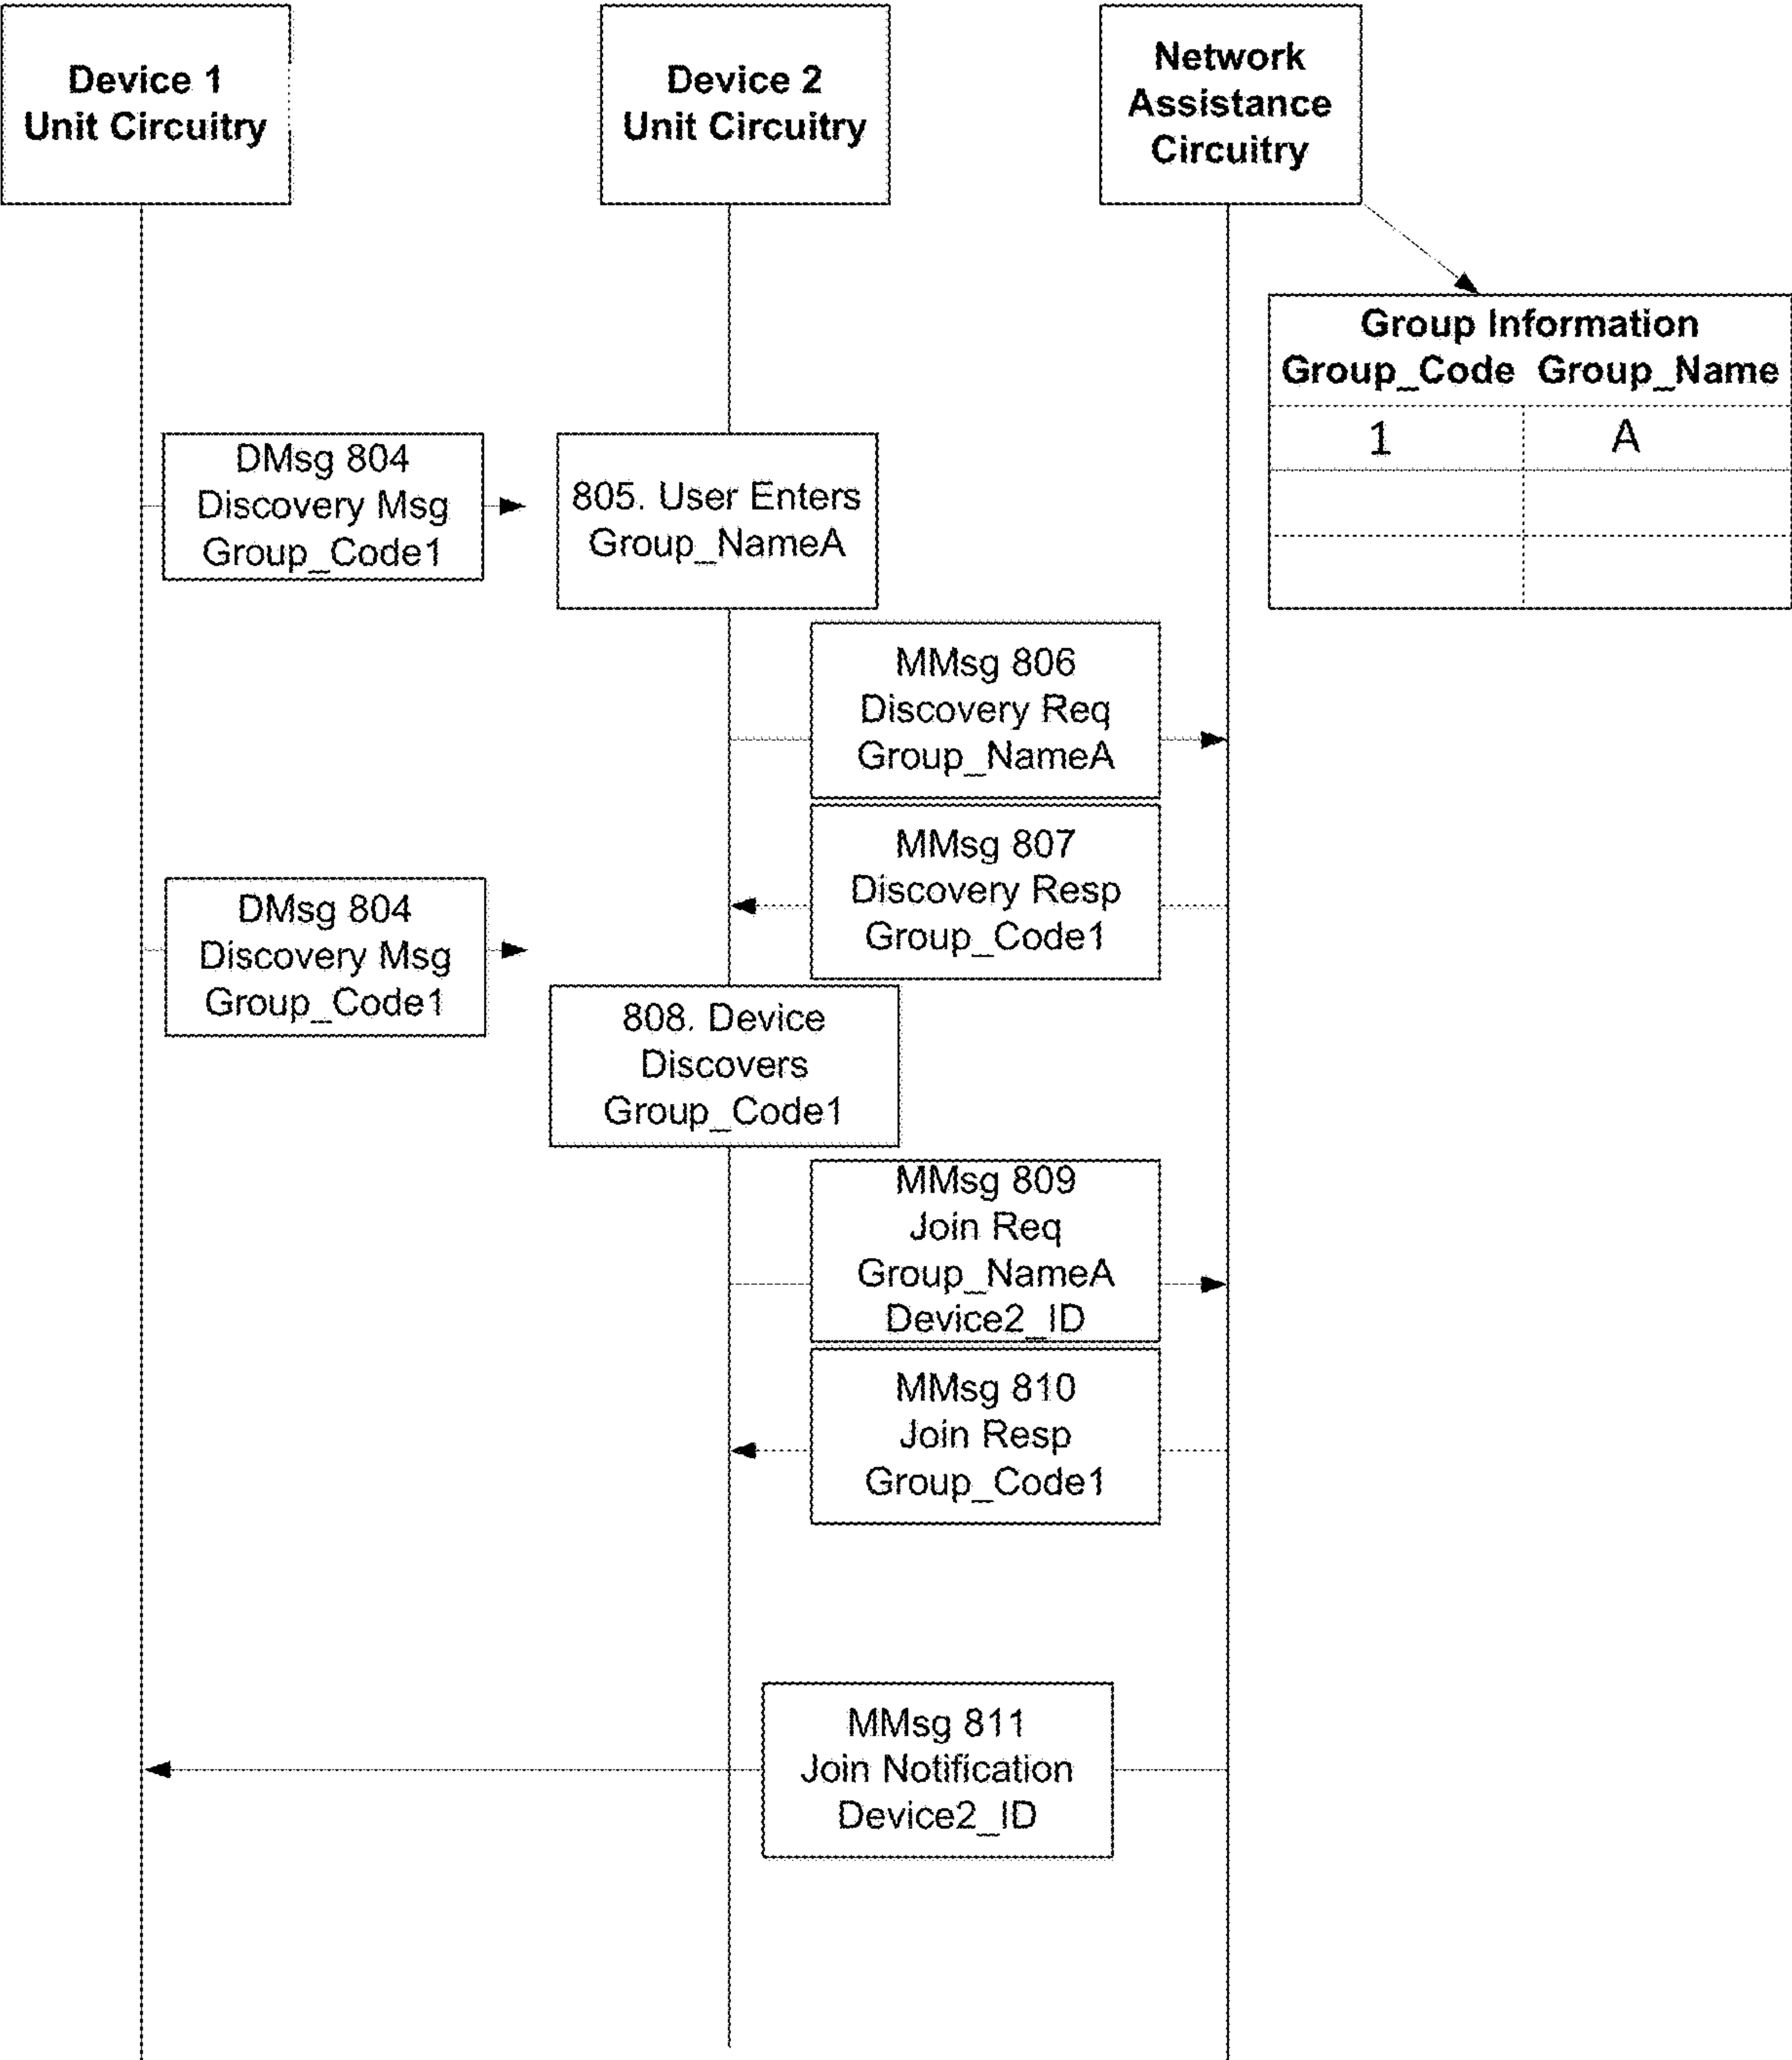 Device 1
Unit Circuitry
Device 2
Unit Circuitry
Network
Assistance
Circuitry
Group Information
Group_Code Group_Name
1 A
DMsg 804
Discovery Msg
Group_Code1
805. User Enters
Group_NameA
MMsg 806
Discovery Req
Group_NameA
MMsg 807
Discovery Resp
Group_Code1
DMsg 804
Discovery Msg
Group_Code1
808. Device
Discovers
Group_Code1
MMsg 809
Join Req
Group_NameA
Device2_ID
MMsg 810
Join Resp
Group_Code1
MMsg 811
Join Notification
Device2_ID